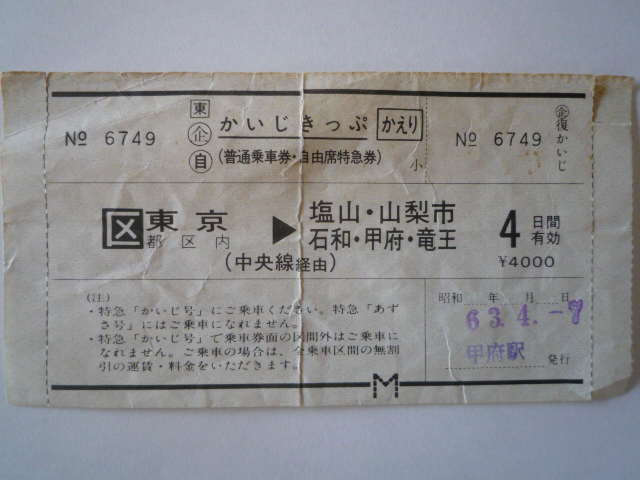 東 かいじきっぷ かえり
企
自 (普通乗車券・自由席特急券) 小
№ 6749
№ 6749
企復かいじ
区 東京都区内 ▶ 塩山・山梨市
石和・甲府・竜王
4日間有効
(中央線経由)
¥4000
(注)
・特急「かいじ号」にご乗車ください。特急「あず
さ号」にはご乗車になれません。
・特急「かいじ号」で乗車券面の区間外はご乗車に
なれません。ご乗車の場合は、全乗車区間の無割
引の運賃・料金をいただきます。
昭和 年 月 日
63.4.-7
甲府駅 発行
M